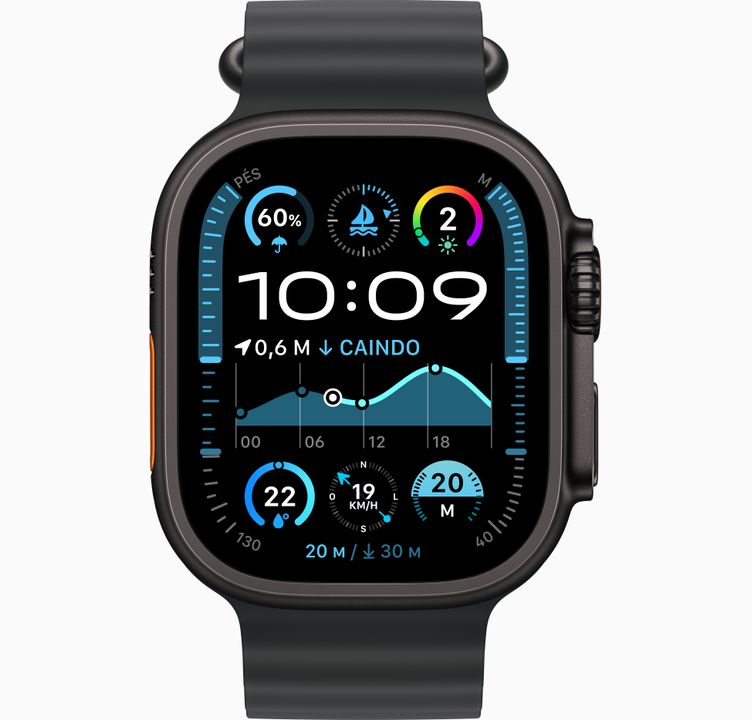 PÉS
M
60%
2
10:09
0,6 M ↓ CAINDO
00 06 12 18
22
N
O L
19
KM/H
S
20
M
130
40
20 M / ↓ 30 M